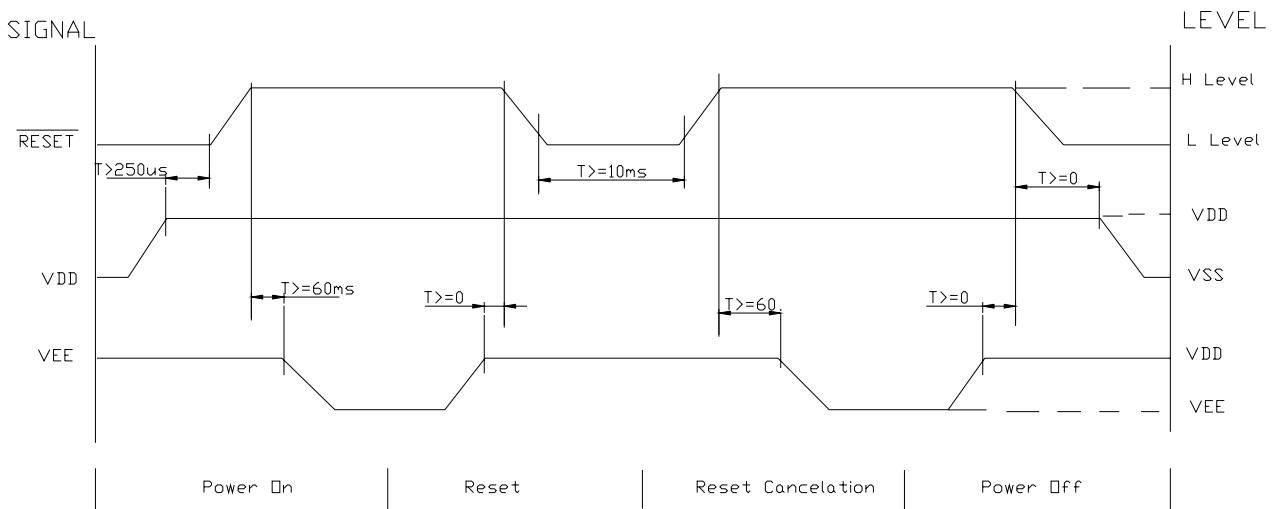 SIGNAL
LEVEL
H Level
RESET
L Level
T>250us
T>=10ms
T>=0
VDD
VDD
VSS
T>=60ms
T>=0
T>=60.
T>=0
VEE
VDD
VEE
Power On
Reset
Reset Cancelation
Power Off